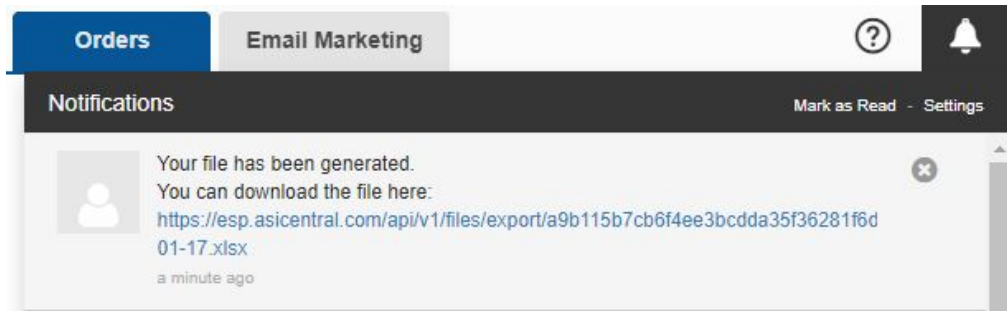 Orders Email Marketing ?
Notifications Mark as Read - Settings
Your file has been generated.
You can download the file here:
https://esp.asicentral.com/api/v1/files/export/a9b115b7cb6f4ee3bcdda35f36281f6d
01-17.xlsx
a minute ago